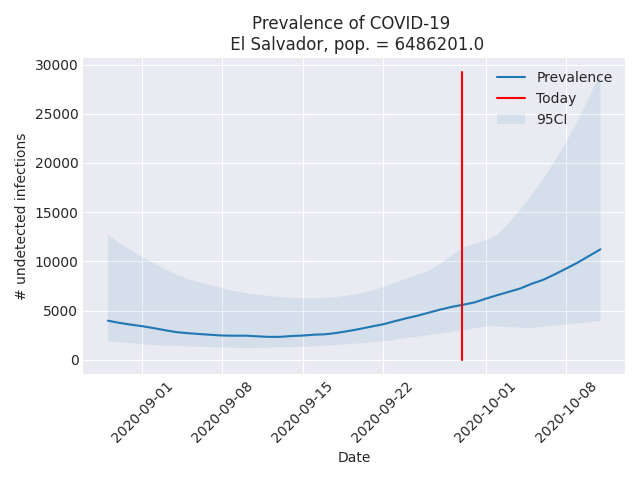 Prevalence of COVID-19
El Salvador, pop. = 6486201.0
30000
25000
20000
15000
10000
5000
0
# undetected infections
Prevalence
Today
95CI
2020-09-01
2020-09-08
2020-09-15
2020-09-22
2020-10-01
2020-10-08
Date